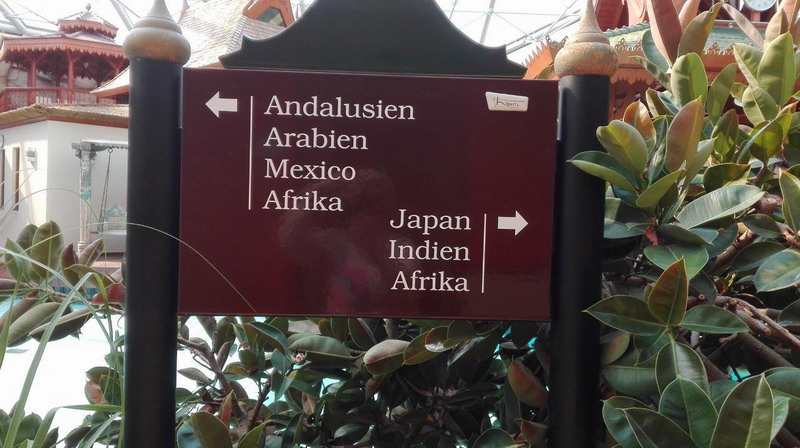 Andalusien
Arabien
Mexico
Afrika
Japan
Indien
Afrika